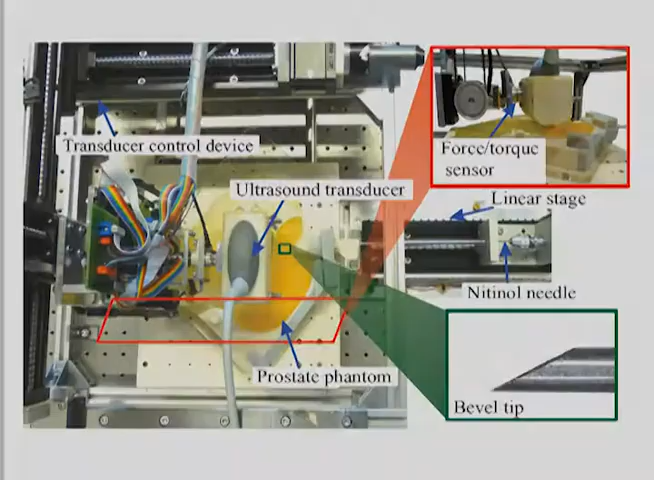 Transducer control device
Ultrasound transducer
Force/torque
sensor
Linear stage
Nitinol needle
Prostate phantom
Bevel tip